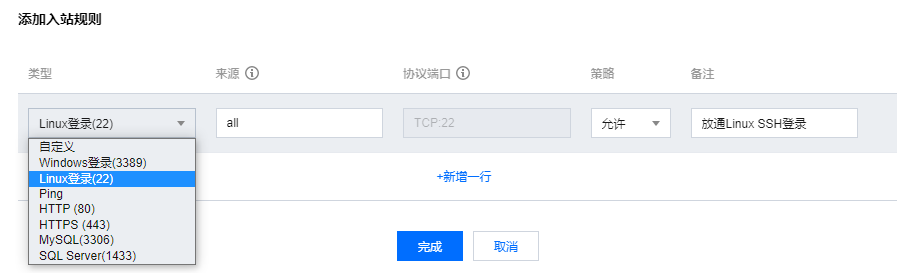 添加入站规则
类型 来源 协议端口 策略 备注
Linux登录(22) all TCP:22 允许 放通Linux SSH登录
自定义
Windows登录(3389)
Linux登录(22)
Ping
HTTP (80)
HTTPS (443)
MySQL(3306)
SQL Server(1433)
+新增一行
完成 取消